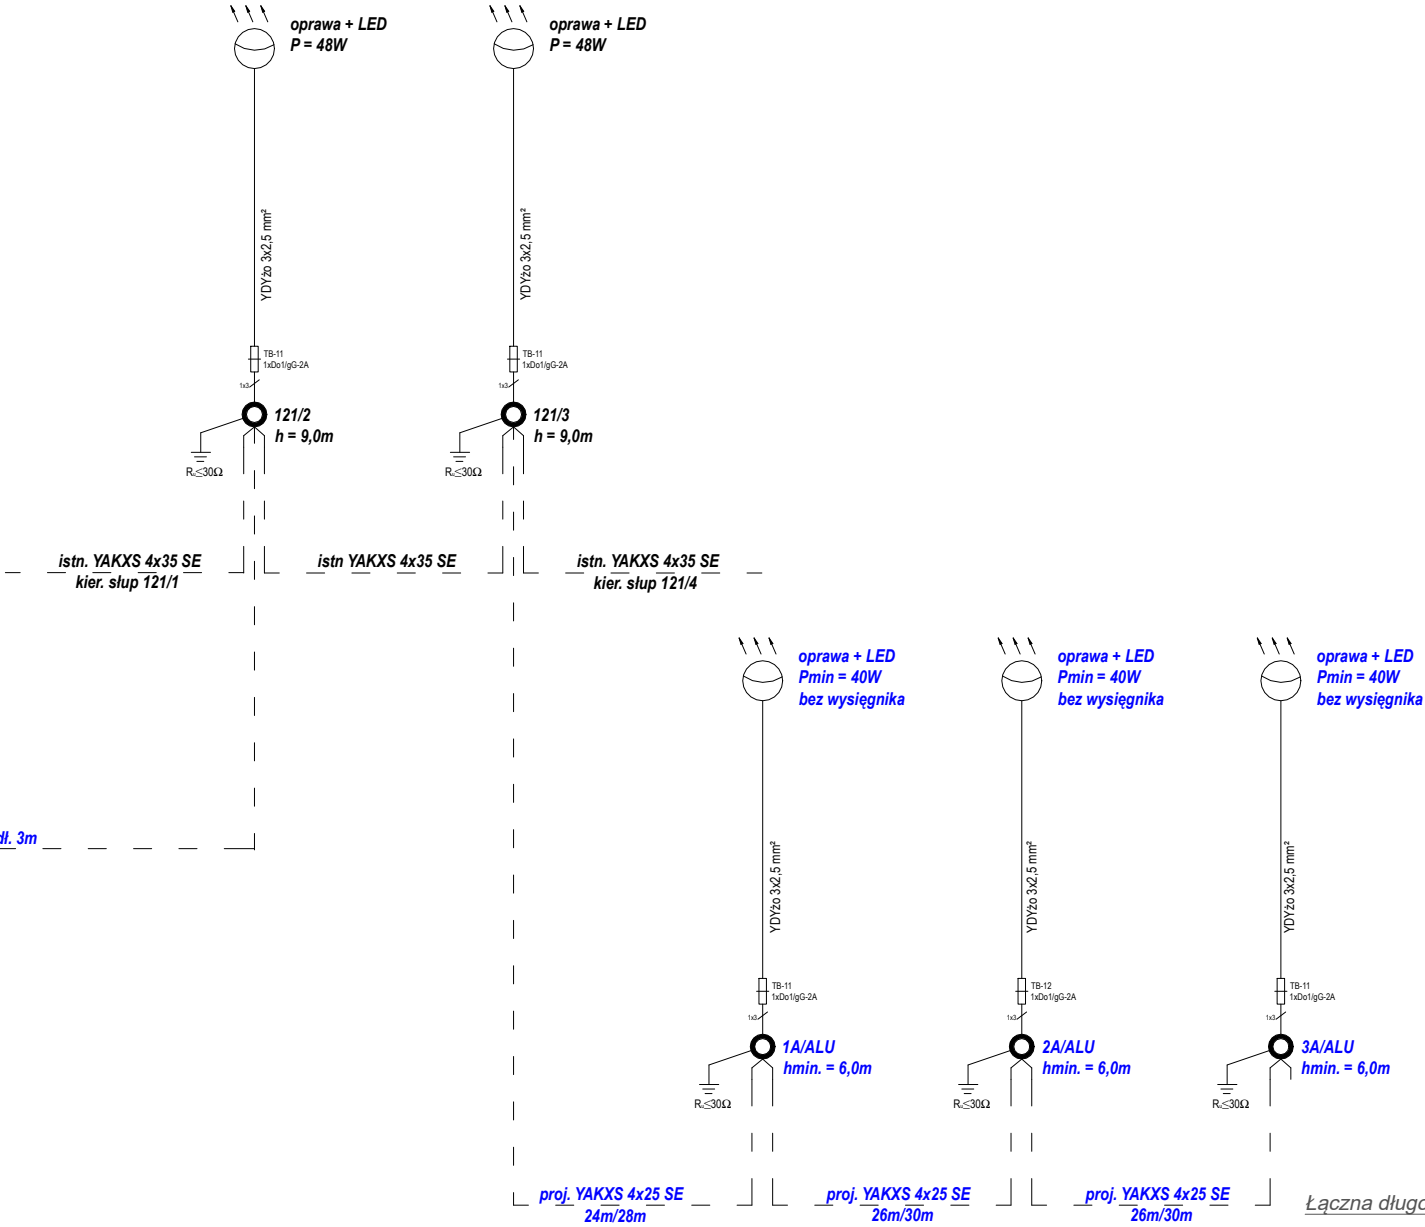 oprawa + LED
P = 48W
oprawa + LED
P = 48W
YDYżo 3x2,5 mm²
YDYżo 3x2,5 mm²
TB-11
1xDo1/gG-2A
1x3
TB-11
1xDo1/gG-2A
1x3
121/2
h = 9,0m
121/3
h = 9,0m
≤30Ω
≤30Ω
istn. YAKXS 4x35 SE
kier. słup 121/1
istn YAKXS 4x35 SE
istn. YAKXS 4x35 SE
kier. słup 121/4
oprawa + LED
Pmin = 40W
bez wysięgnika
oprawa + LED
Pmin = 40W
bez wysięgnika
oprawa + LED
Pmin = 40W
bez wysięgnika
dł. 3m
YDYżo 3x2,5 mm²
YDYżo 3x2,5 mm²
YDYżo 3x2,5 mm²
TB-11
1xDo1/gG-2A
1x3
TB-12
1xDo1/gG-2A
1x3
TB-11
1xDo1/gG-2A
1x3
1A/ALU
hmin. = 6,0m
2A/ALU
hmin. = 6,0m
3A/ALU
hmin. = 6,0m
≤30Ω
≤30Ω
≤30Ω
proj. YAKXS 4x25 SE
24m/28m
proj. YAKXS 4x25 SE
26m/30m
proj. YAKXS 4x25 SE
26m/30m
Łączna długo